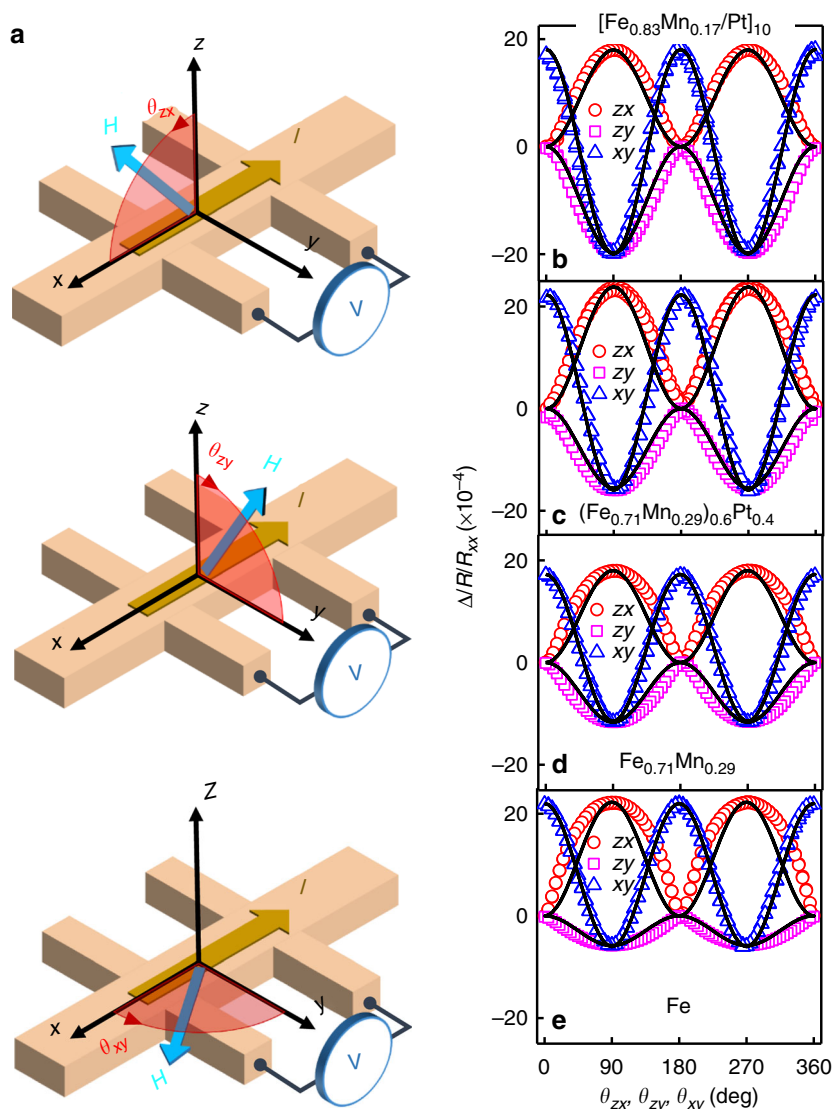 a
z
θzx
H
I
x
y
V
z
θzy
H
I
x
y
V
Z
I
x
y
θxy
H
V
ΔR/Rxx (×10−4)
[Fe0.83Mn0.17/Pt]10
20
0
−20
zx
zy
xy
b
20
0
−20
zx
zy
xy
c
(Fe0.71Mn0.29)0.6Pt0.4
20
0
−20
zx
zy
xy
d
Fe0.71Mn0.29
20
0
−20
zx
zy
xy
e
Fe
0 90 180 270 360
θzx, θzy, θxy (deg)